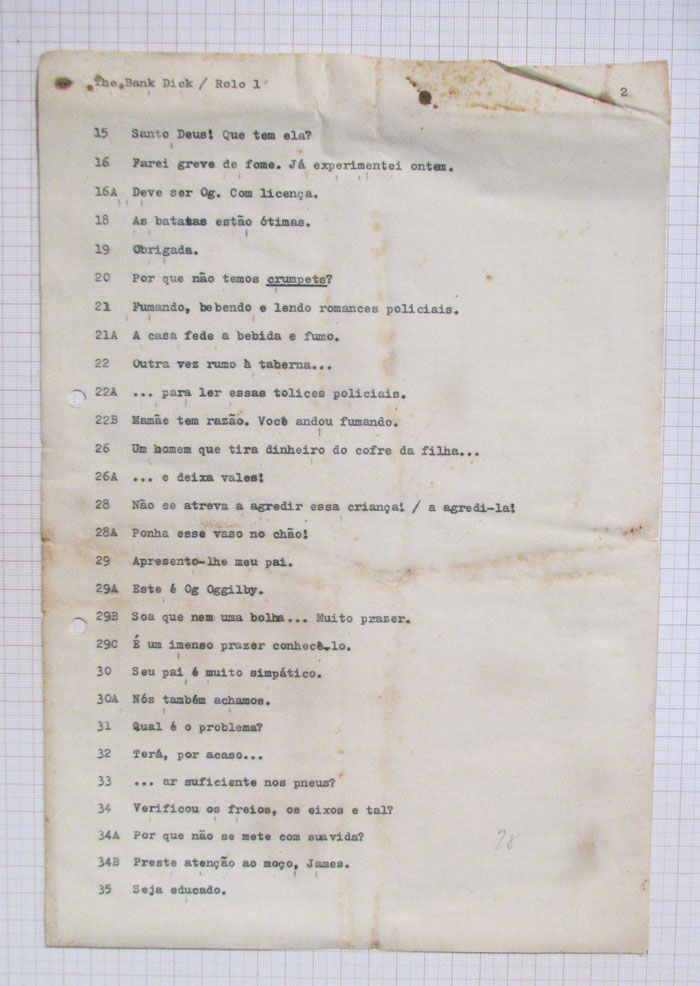 The Bank Dick / Rolo 1
2
15 Santo Deus! Que tem ela?
16 Farei greve de fome. Já experimentei ontem.
16A Deve ser Og. Com licença.
18 As batatas estão ótimas.
19 Obrigada.
20 Por que não temos crumpets?
21 Fumando, bebendo e lendo romances policiais.
21A A casa fede a bebida e fumo.
22 Outra vez rumo à taberna...
22A ... para ler essas tolices policiais.
22B Mamãe tem razão. Você andou fumando.
26 Um homem que tira dinheiro do cofre da filha...
26A ... e deixa vales!
28 Não se atreva a agredir essa criança! / a agredi-la!
28A Ponha esse vaso no chão!
29 Apresento-lhe meu pai.
29A Este é Og Oggilby.
29B Soa que nem uma bolha... Muito prazer.
29C É um imenso prazer conhecê-lo.
30 Seu pai é muito simpático.
30A Nós também achamos.
31 Qual é o problema?
32 Terá, por acaso...
33 ... ar suficiente nos pneus?
34 Verificou os freios, os eixos e tal?
34A Por que não se mete com suavida?
34B Preste atenção ao moço, James.
35 Seja educado.